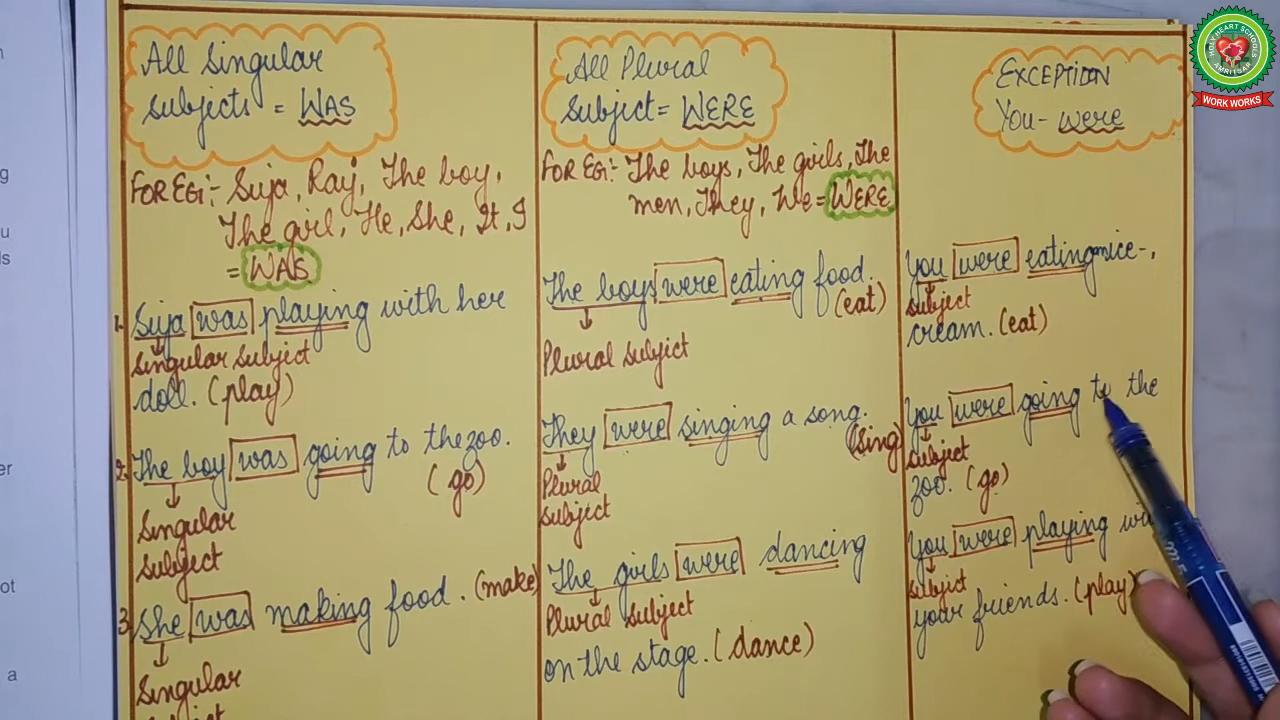 All Singular
Subjects = WAS
FOR EG:- Suja, Raj, The boy,
The girl, He, She, It, I
= WAS
1. Suja was playing with her
Singular Subject
doll. (play)
2. The boy was going to the zoo.
(go)
Singular
Subject
3. She was making food. (make)
Singular
All Plural
Subject = WERE
FOR EG:- The boys, The girls, The
men, They, We = WERE
The boys were eating food.
(eat)
Plural Subject
They were singing a song.
(sing)
Plural
Subject
The girls were dancing
Plural Subject
on the stage. (dance)
EXCEPTION
You - were
You were eating ice-
Subject
cream. (eat)
You were going to the
Subject
zoo. (go)
You were playing
Subject
your friends. (play)
HOLY HEART SCHOOLS
AMRITSAR
WORK WORKS